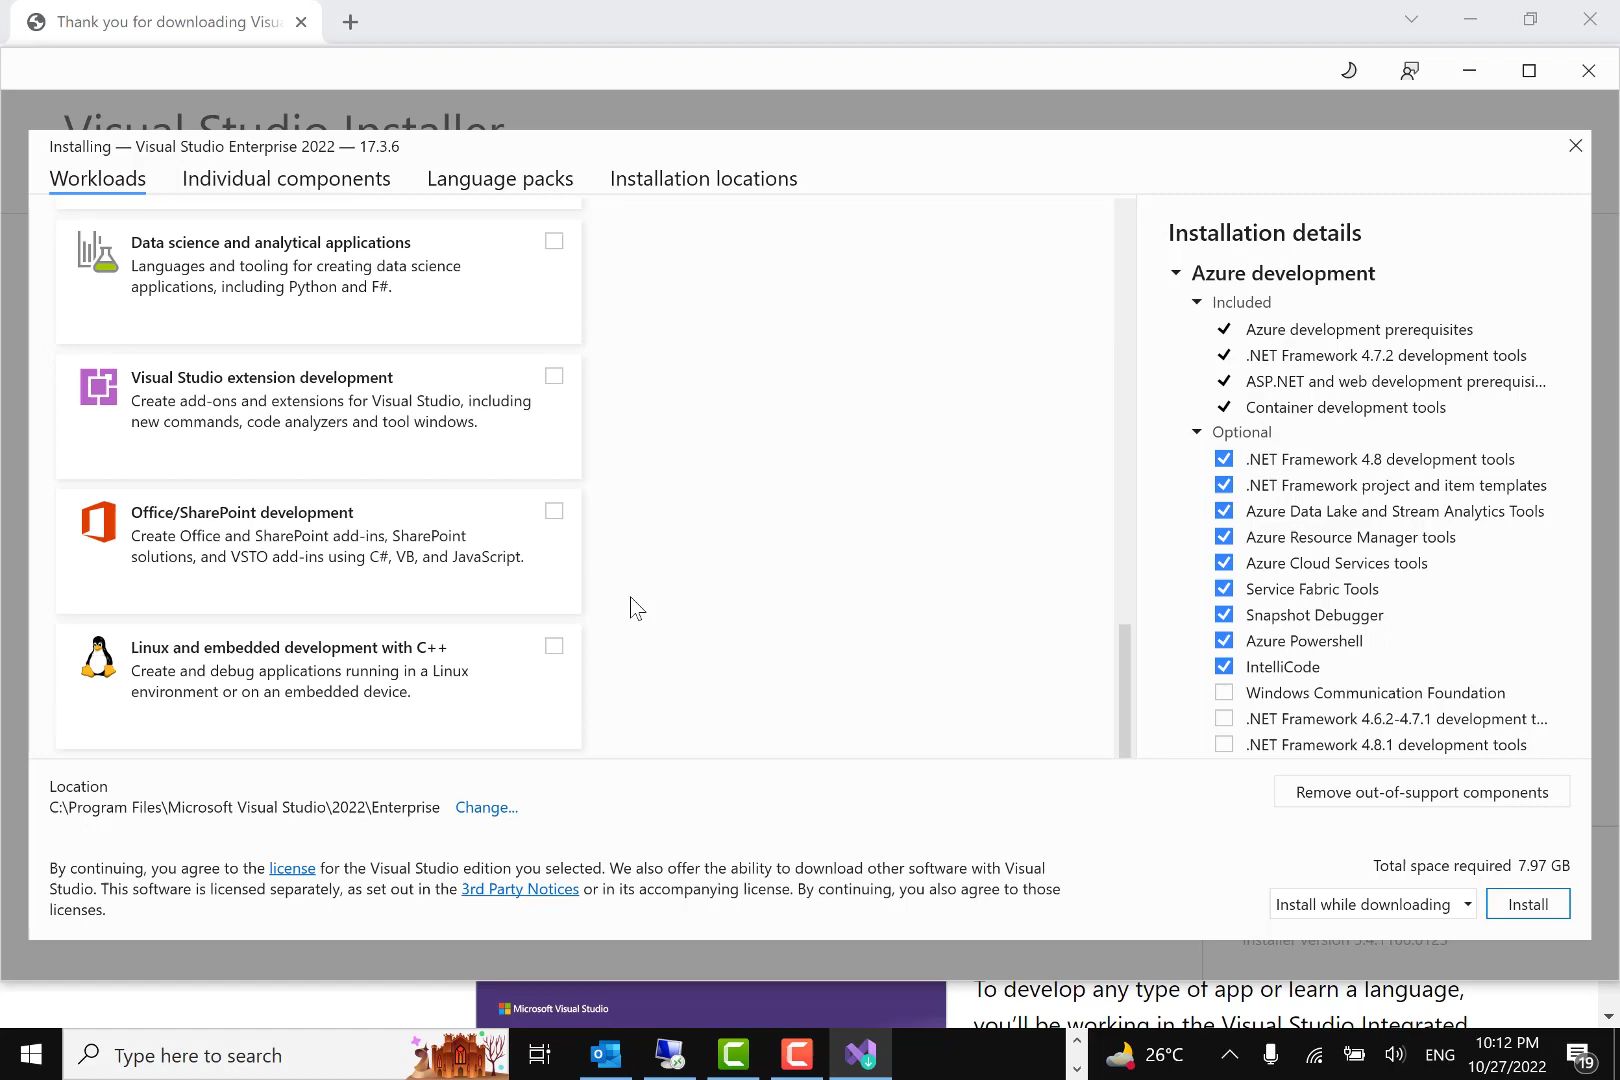 Thank you for downloading Visu
Visual Studio Installer
Installing — Visual Studio Enterprise 2022 — 17.3.6
Workloads
Individual components
Language packs
Installation locations
Data science and analytical applications
Languages and tooling for creating data science
applications, including Python and F#.
Visual Studio extension development
Create add-ons and extensions for Visual Studio, including
new commands, code analyzers and tool windows.
Office/SharePoint development
Create Office and SharePoint add-ins, SharePoint
solutions, and VSTO add-ins using C#, VB, and JavaScript.
Linux and embedded development with C++
Create and debug applications running in a Linux
environment or on an embedded device.
Installation details
Azure development
Included
Azure development prerequisites
.NET Framework 4.7.2 development tools
ASP.NET and web development prerequisi...
Container development tools
Optional
.NET Framework 4.8 development tools
.NET Framework project and item templates
Azure Data Lake and Stream Analytics Tools
Azure Resource Manager tools
Azure Cloud Services tools
Service Fabric Tools
Snapshot Debugger
Azure Powershell
IntelliCode
Windows Communication Foundation
.NET Framework 4.6.2-4.7.1 development t...
.NET Framework 4.8.1 development tools
Location
C:\Program Files\Microsoft Visual Studio\2022\Enterprise Change...
Remove out-of-support components
By continuing, you agree to the license for the Visual Studio edition you selected. We also offer the ability to download other software with Visual
Studio. This software is licensed separately, as set out in the 3rd Party Notices or in its accompanying license. By continuing, you also agree to those
licenses.
Total space required 7.97 GB
Install while downloading
Install
Microsoft Visual Studio
To develop any type of app or learn a language,
you'll be working in the Visual Studio Integrated
Type here to search
26°C
ENG
10:12 PM
10/27/2022
19